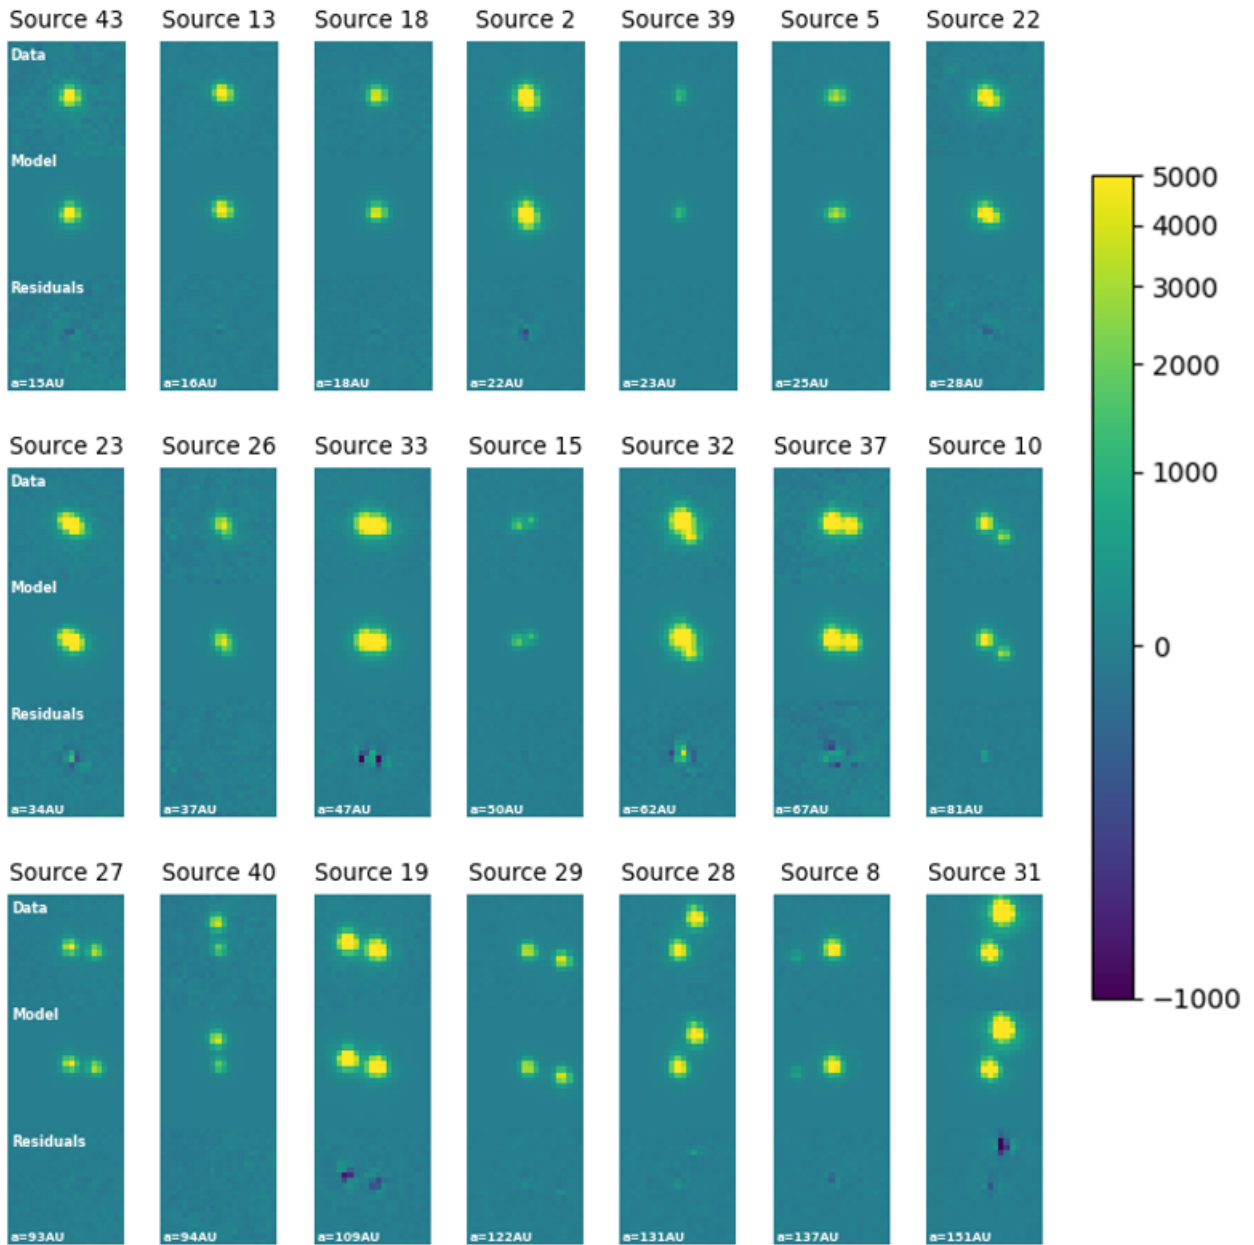 Source 43 Source 13 Source 18 Source 2 Source 39 Source 5 Source 22
Data
Model
Residuals
a=15AU a=16AU a=18AU a=22AU a=23AU a=25AU a=28AU
5000
4000
3000
2000
1000
0
−1000
Source 23 Source 26 Source 33 Source 15 Source 32 Source 37 Source 10
Data
Model
Residuals
a=34AU a=37AU a=47AU a=50AU a=62AU a=67AU a=81AU
Source 27 Source 40 Source 19 Source 29 Source 28 Source 8 Source 31
Data
Model
Residuals
a=93AU a=94AU a=109AU a=122AU a=131AU a=137AU a=151AU